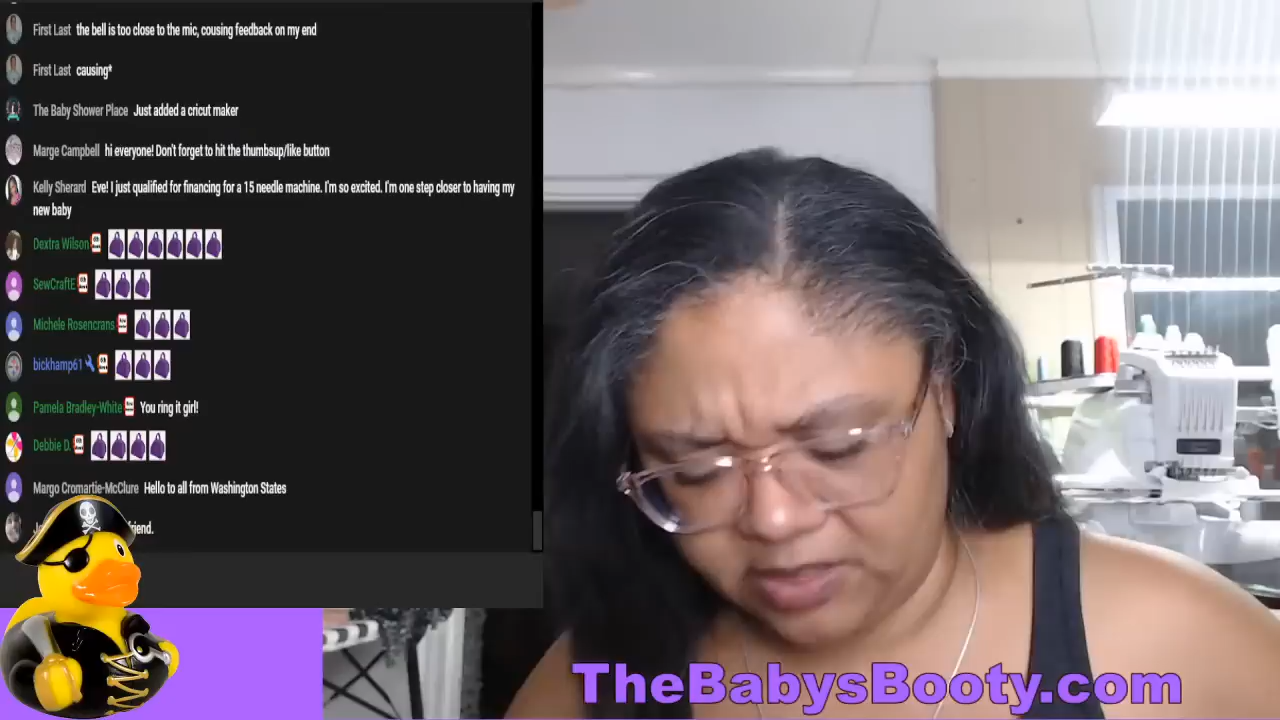 First Last the bell is too close to the mic, cousing feedback on my end
First Last causing*
The Baby Shower Place Just added a cricut maker
Marge Campbell hi everyone! Don't forget to hit the thumbsup/like button
Kelly Sherard Eve! I just qualified for financing for a 15 needle machine. I'm so excited. I'm one step closer to having my
new baby
Dextra Wilson
SewCraftE
Michele Rosencrans
bickhamp61
Pamela Bradley-White You ring it girl!
Debbie D.
Margo Cromartie-McClure Hello to all from Washington States
friend.
TheBabysBooty.com